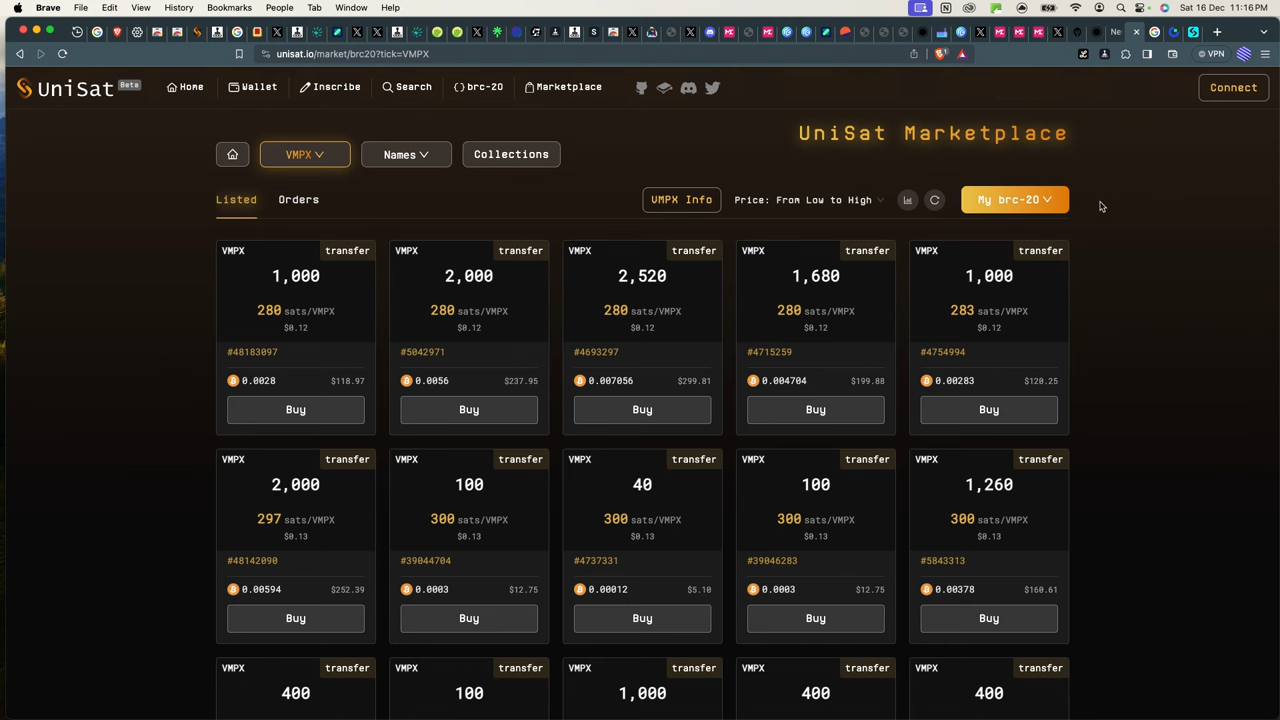 Brave File Edit View History Bookmarks People Tab Window Help Sat 16 Dec 11:16 PM
Ne
unisat.io/market/brc20?tick=VMPX VPN
UniSat Beta Home Wallet Inscribe Search brc-20 Marketplace Connect
UniSat Marketplace
VMPX Names Collections
Listed Orders VMPX Info Price: From Low to High My brc-20
VMPX transfer VMPX transfer VMPX transfer VMPX transfer VMPX transfer
1,000 2,000 2,520 1,680 1,000
280 sats/VMPX 280 sats/VMPX 280 sats/VMPX 280 sats/VMPX 283 sats/VMPX
$0.12 $0.12 $0.12 $0.12 $0.12
#48183097 #5042971 #4693297 #4715259 #4754994
0.0028 $118.97 0.0056 $237.95 0.007056 $299.81 0.004704 $199.88 0.00283 $120.25
Buy Buy Buy Buy Buy
VMPX transfer VMPX transfer VMPX transfer VMPX transfer VMPX transfer
2,000 100 40 100 1,260
297 sats/VMPX 300 sats/VMPX 300 sats/VMPX 300 sats/VMPX 300 sats/VMPX
$0.13 $0.13 $0.13 $0.13 $0.13
#48142090 #39044704 #4737331 #39046283 #5843313
0.00594 $252.39 0.0003 $12.75 0.00012 $5.10 0.0003 $12.75 0.00378 $160.61
Buy Buy Buy Buy Buy
VMPX transfer VMPX transfer VMPX transfer VMPX transfer VMPX transfer
400 100 1,000 400 400